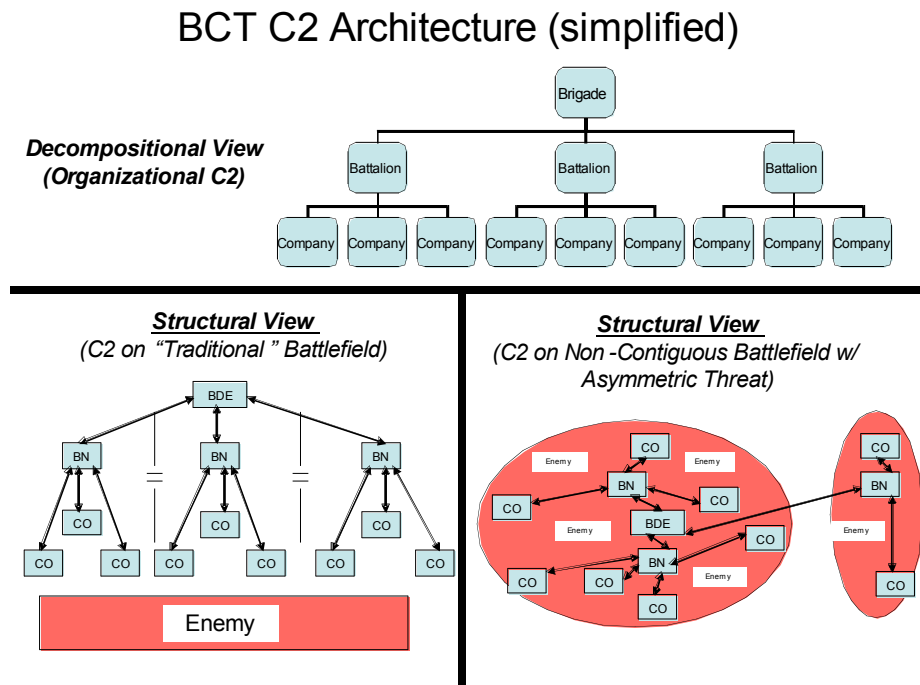 BCT C2 Architecture (simplified)
Brigade
Decompositional View
(Organizational C2)
Battalion Battalion Battalion
Company Company Company Company Company Company Company Company Company
Structural View
(C2 on “Traditional ” Battlefield)
BDE
BN BN BN
CO CO CO
CO CO CO CO CO CO
Enemy
Structural View
(C2 on Non -Contiguous Battlefield w/
Asymmetric Threat)
CO CO
Enemy Enemy
BN BN
CO CO
BDE
Enemy Enemy
CO
BN
CO CO Enemy CO
CO